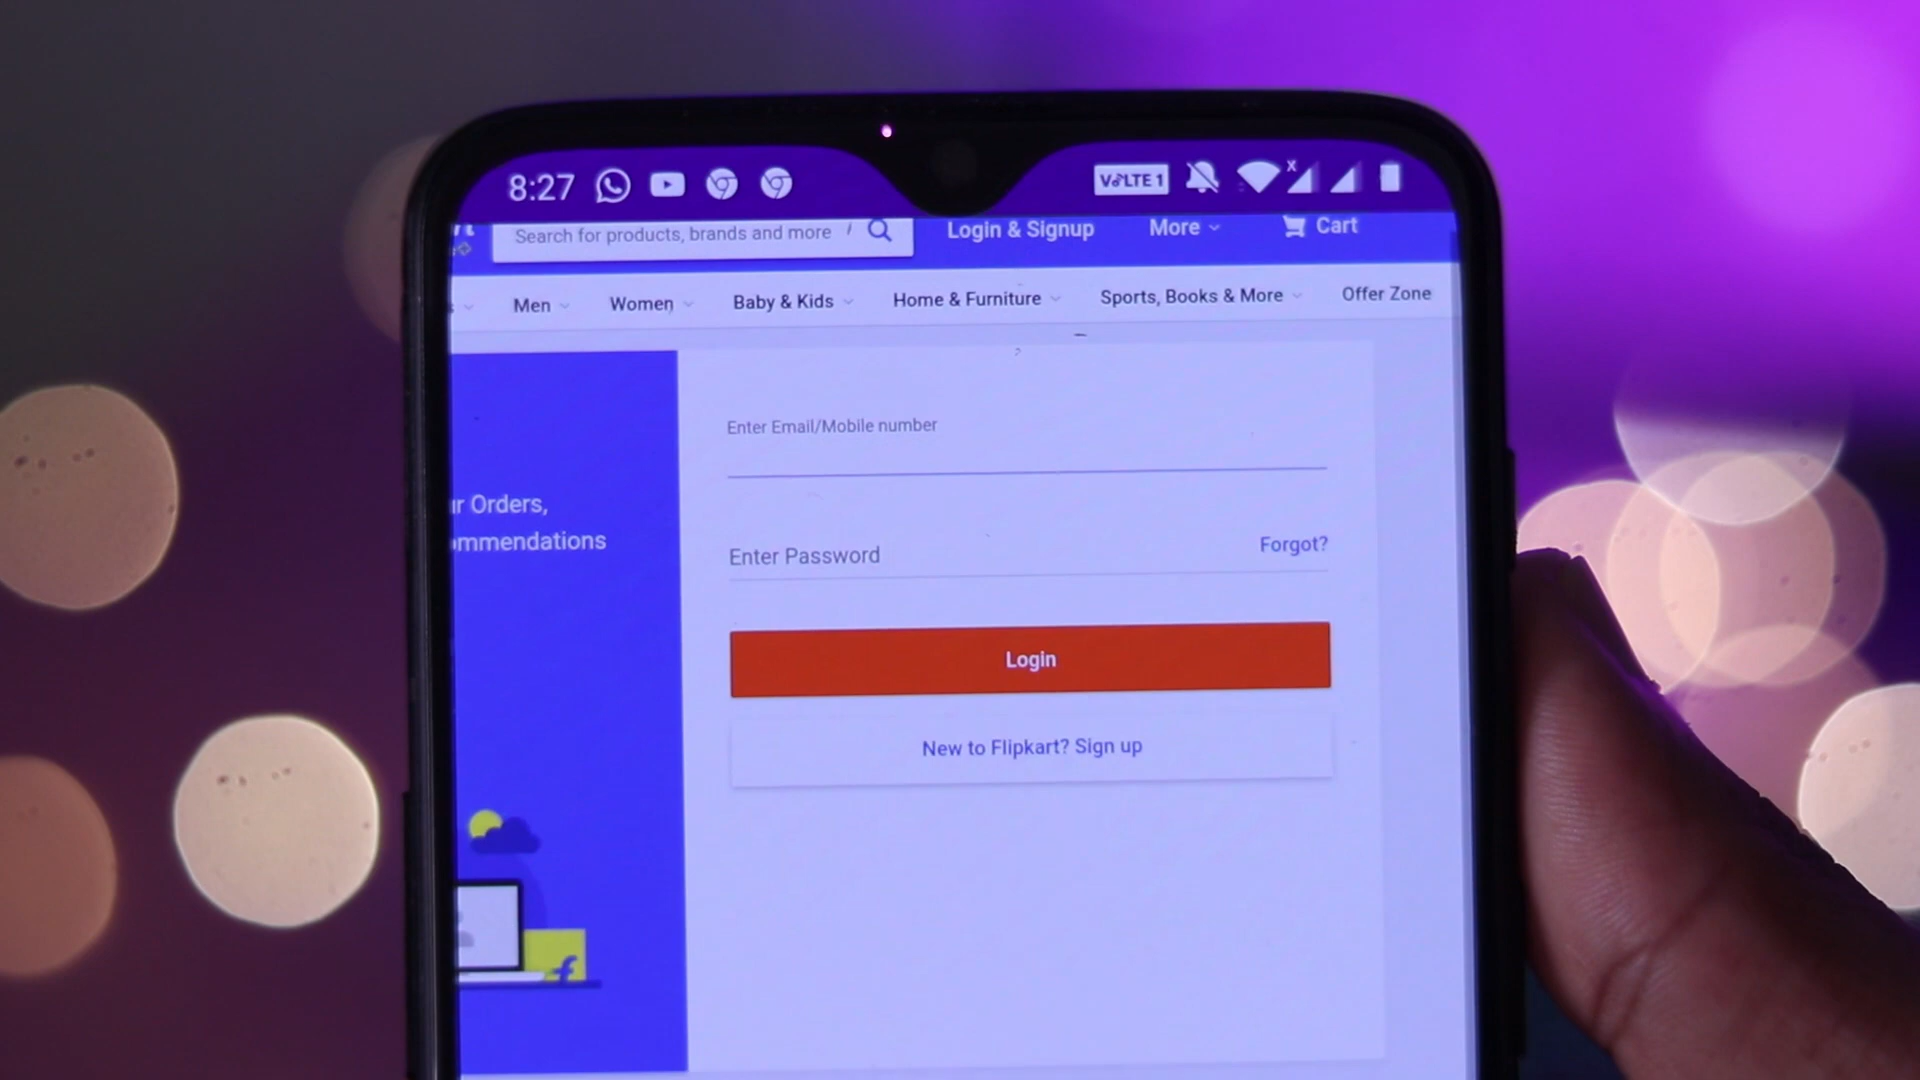 8:27 VoLTE 1
Search for products, brands and more
Login & Signup
More
Cart
Men
Women
Baby & Kids
Home & Furniture
Sports, Books & More
Offer Zone
Enter Email/Mobile number
Orders,
Enter Password
Forgot?
Login
New to Flipkart? Sign up